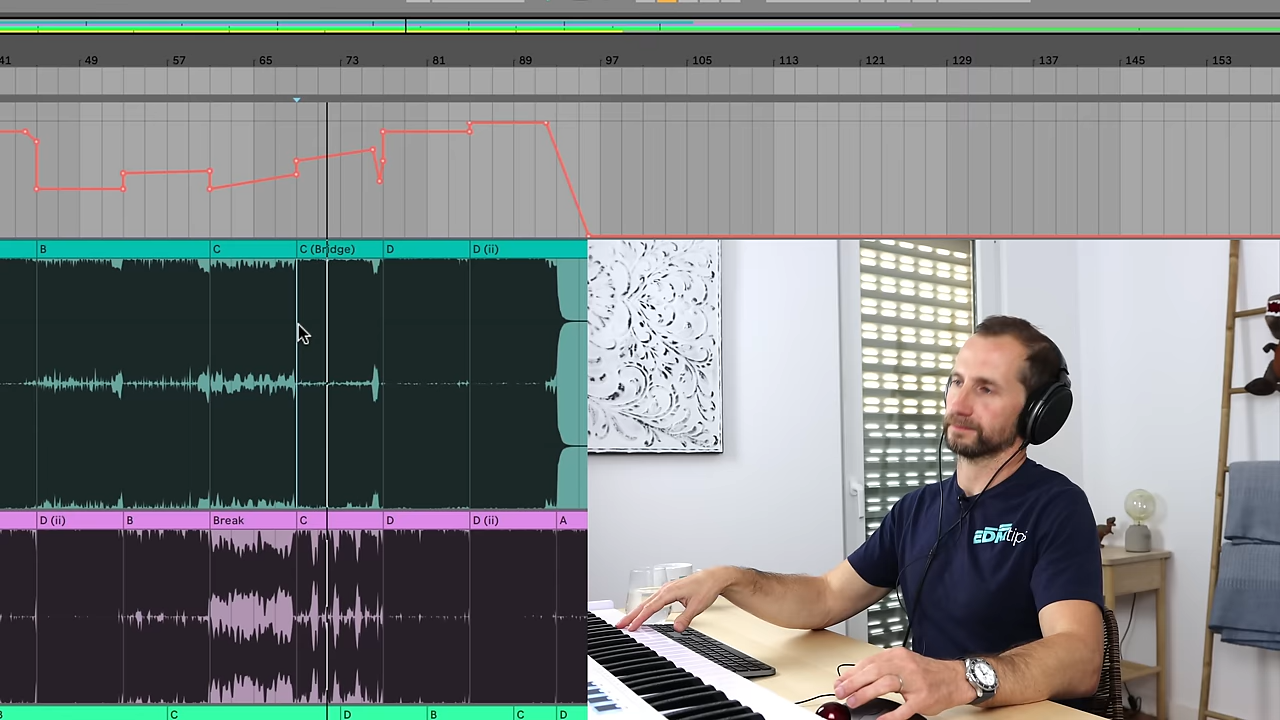 41 49 57 65 73 81 89 97 105 113 121 129 137 145 153
B C C (Bridge) D D (ii)
D (ii) B Break C D D (ii) A
B C D B C D
EDMtips